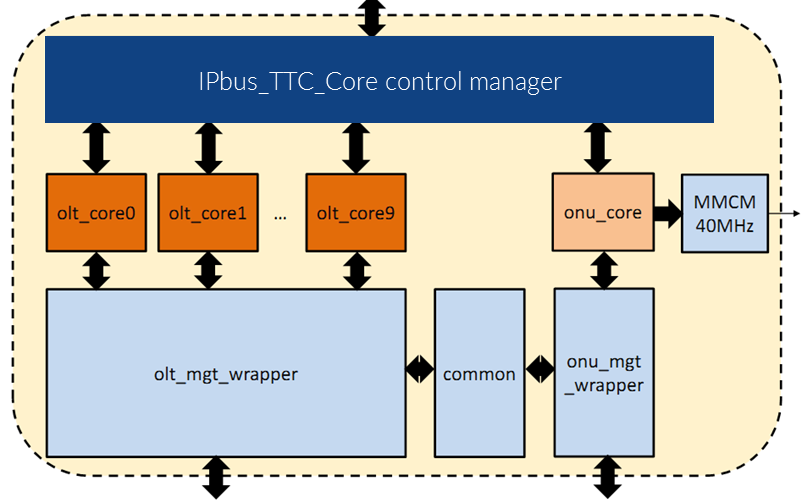 IPbus_TTC_Core control manager
olt_core0
olt_core1
...
olt_core9
onu_core
MMCM
40MHz
olt_mgt_wrapper
common
onu_mgt
_wrapper